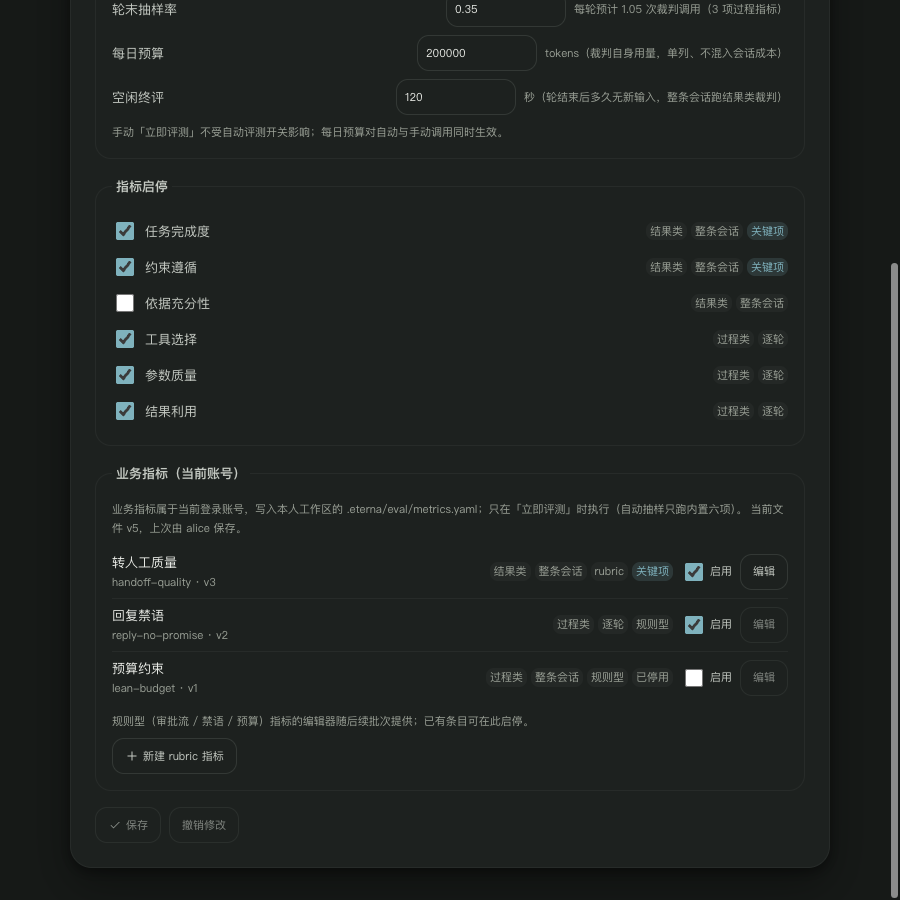 轮末抽样率 0.35 每轮预计 1.05 次裁判调用（3 项过程指标）
每日预算 200000 tokens（裁判自身用量，单列、不混入会话成本）
空闲终评 120 秒（轮结束后多久无新输入，整条会话跑结果类裁判）
手动「立即评测」不受自动评测开关影响；每日预算对自动与手动调用同时生效。
指标启停
任务完成度 结果类 整条会话 关键项
约束遵循 结果类 整条会话 关键项
依据充分性 结果类 整条会话
工具选择 过程类 逐轮
参数质量 过程类 逐轮
结果利用 过程类 逐轮
业务指标（当前账号）
业务指标属于当前登录账号，写入本人工作区的 .eterna/eval/metrics.yaml；只在「立即评测」时执行（自动抽样只跑内置六项）。 当前文
件 v5，上次由 alice 保存。
转人工质量
handoff-quality · v3
结果类 整条会话 rubric 关键项 启用 编辑
回复禁语
reply-no-promise · v2
过程类 逐轮 规则型 启用 编辑
预算约束
lean-budget · v1
过程类 整条会话 规则型 已停用 启用 编辑
规则型（审批流 / 禁语 / 预算）指标的编辑器随后续批次提供；已有条目可在此启停。
新建 rubric 指标
保存 撤销修改